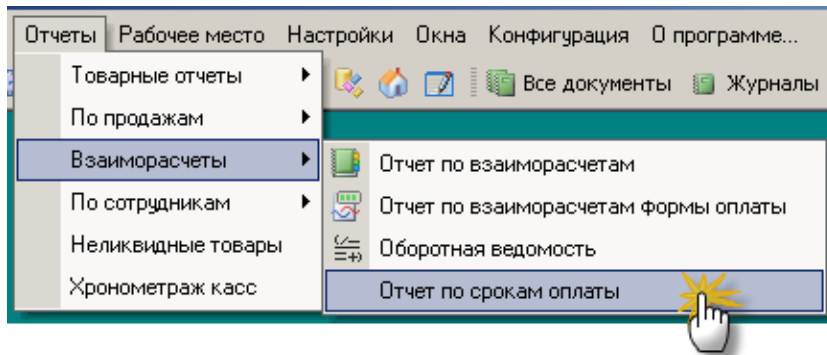 Отчеты Рабочее место Настройки Окна Конфигурация О программе...
Все документы Журналы
Товарные отчеты
По продажам
Взаиморасчеты
По сотрудникам
Неликвидные товары
Хронометраж касс
Отчет по взаиморасчетам
Отчет по взаиморасчетам формы оплаты
Оборотная ведомость
Отчет по срокам оплаты